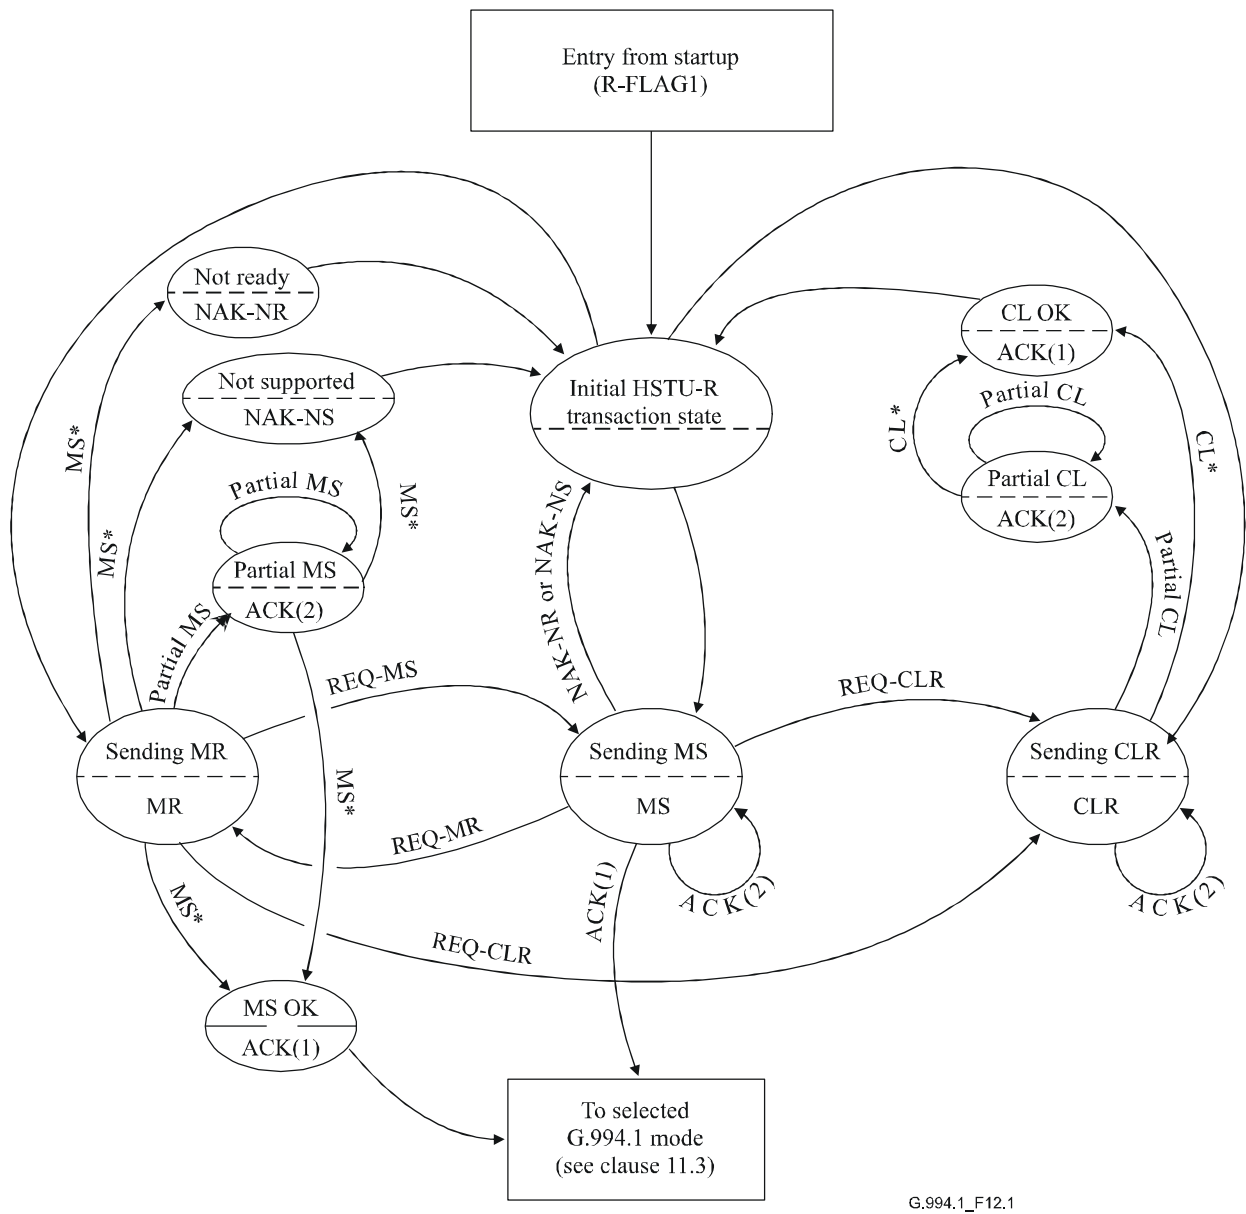 Entry from startup
(R-FLAG1)
Not ready
NAK-NR
CL OK
ACK(1)
Not supported
NAK-NS
Initial HSTU-R
transaction state
Partial CL
CL*
CL*
MS*
Partial MS
MS*
Partial CL
ACK(2)
MS*
NAK-NR or NAK-NS
Partial MS
ACK(2)
Partial CL
Partial MS
REQ-MS
REQ-CLR
Sending MR
MR
MS*
Sending MS
MS
Sending CLR
CLR
REQ-MR
MS*
ACK(1)
ACK(2)
ACK(2)
REQ-CLR
MS OK
ACK(1)
To selected
G.994.1 mode
(see clause 11.3)
G.994.1_F12.1